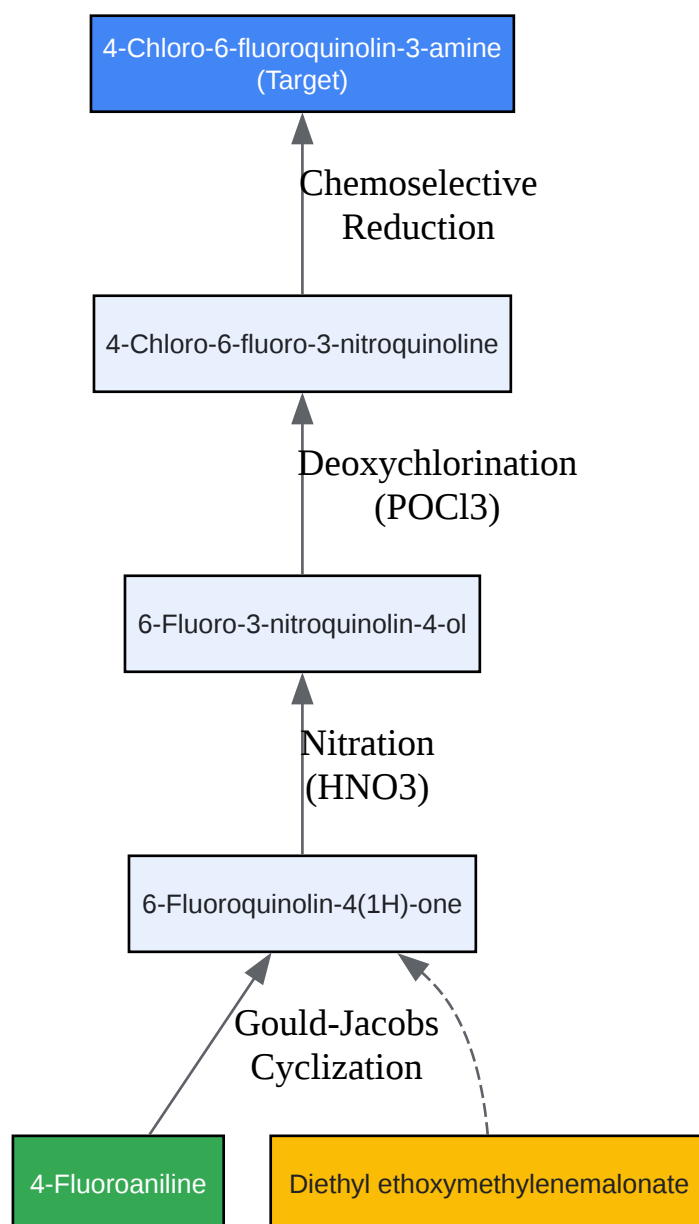 4-Chloro-6-fluoroquinolin-3-amine
(Target)
Chemoselective
Reduction
4-Chloro-6-fluoro-3-nitroquinoline
Deoxychlorination
(POCl3)
6-Fluoro-3-nitroquinolin-4-ol
Nitration
(HNO3)
6-Fluoroquinolin-4(1H)-one
Gould-Jacobs
Cyclization
4-Fluoroaniline
Diethyl ethoxymethylenemalonate